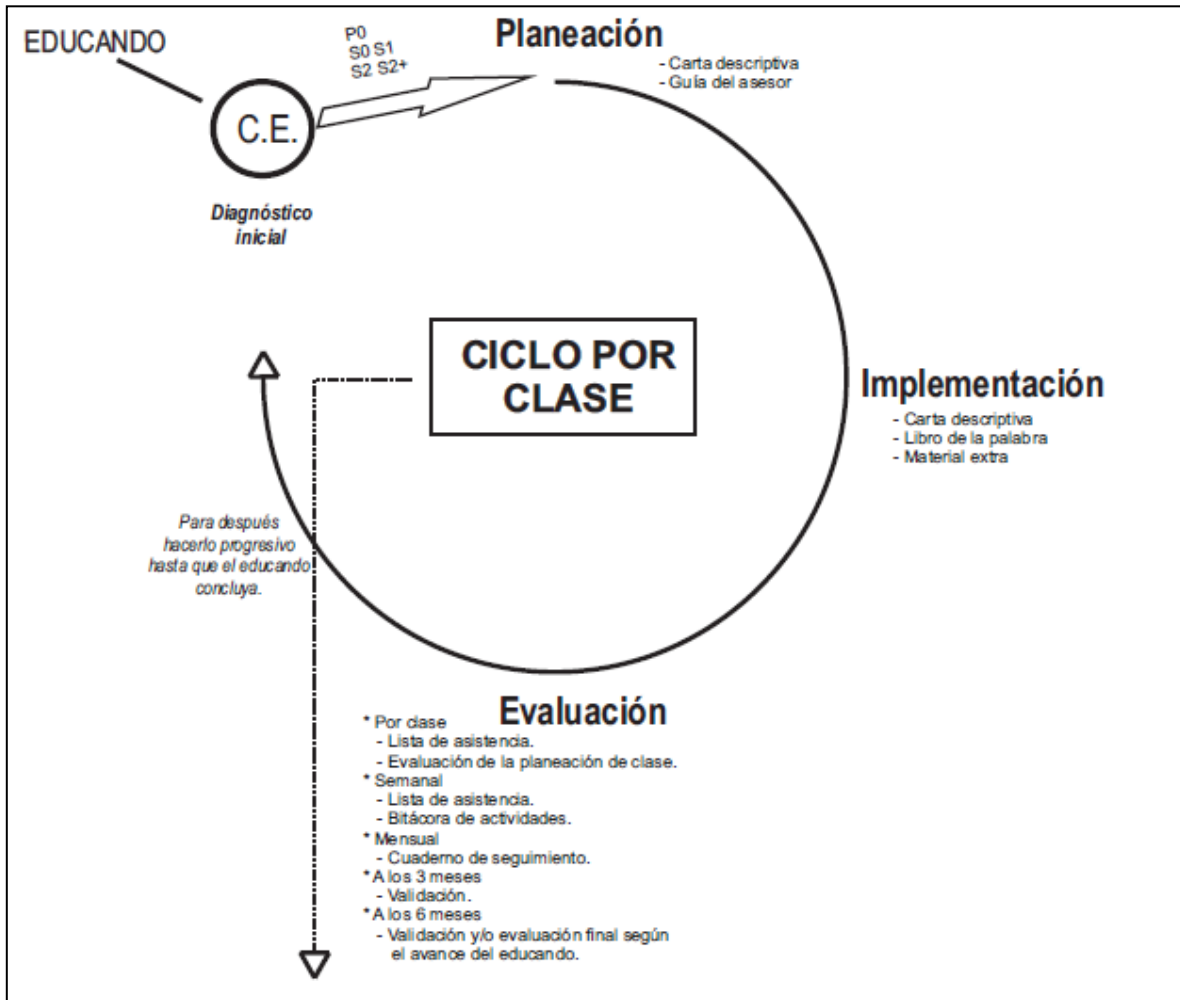 EDUCANDO
P0
S0 S1
S2 S2+
Planeación
- Carta descriptiva
- Guía del asesor
C.E.
Diagnóstico
inicial
CICLO POR
CLASE
Implementación
- Carta descriptiva
- Libro de la palabra
- Material extra
Para después
hacerlo progresivo
hasta que el educando
concluya.
Evaluación
* Por clase
- Lista de asistencia.
- Evaluación de la planeación de clase.
* Semanal
- Lista de asistencia.
- Bitácora de actividades.
* Mensual
- Cuaderno de seguimiento.
* A los 3 meses
- Validación.
* A los 6 meses
- Validación y/o evaluación final según
el avance del educando.